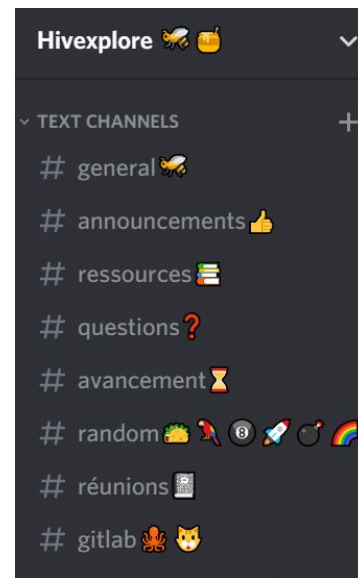 Hivexplore 🐝 🍯
TEXT CHANNELS
# general🐝
# announcements👍
# ressources📚
# questions❓
# avancement⌛
# random🌮🦜🎱🚀💣🌈
# réunions📓
# gitlab🐙🐱